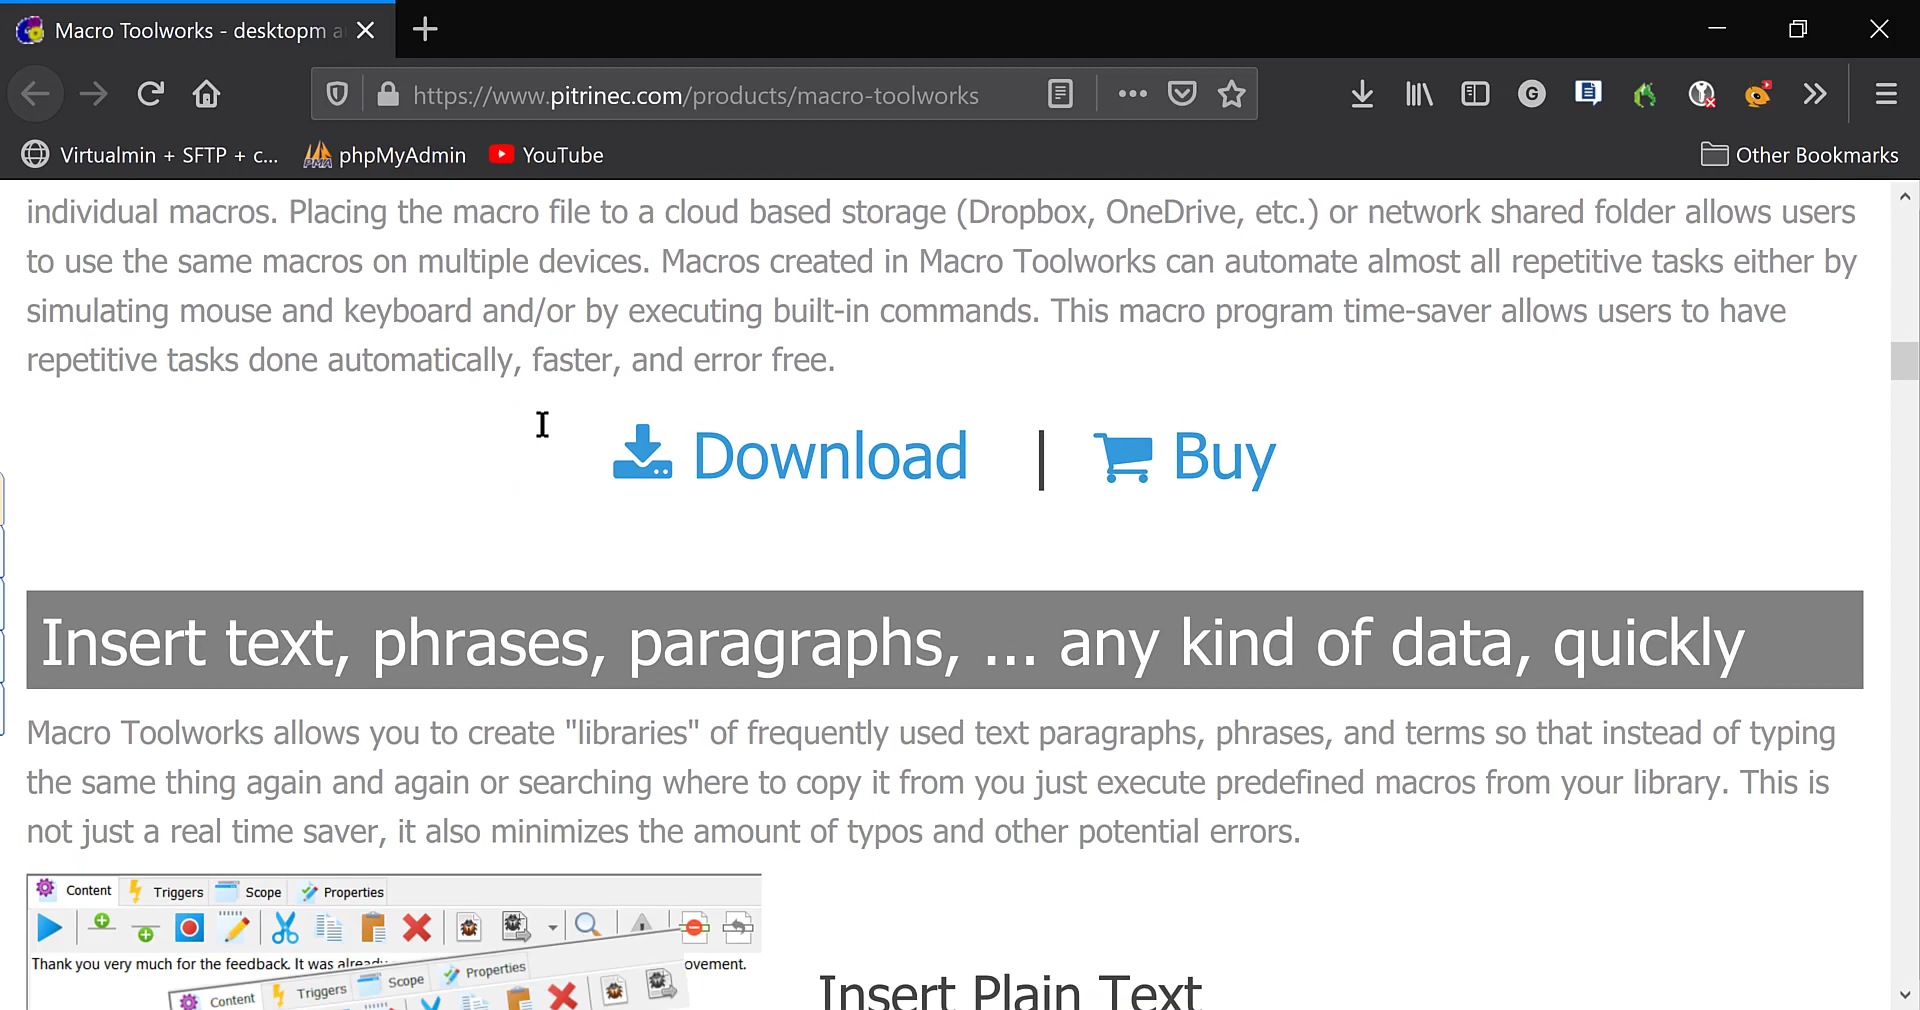 Macro Toolworks - desktopm a
https://www.pitrinec.com/products/macro-toolworks
Virtualmin + SFTP + c...
phpMyAdmin
YouTube
Other Bookmarks
individual macros. Placing the macro file to a cloud based storage (Dropbox, OneDrive, etc.) or network shared folder allows users
to use the same macros on multiple devices. Macros created in Macro Toolworks can automate almost all repetitive tasks either by
simulating mouse and keyboard and/or by executing built-in commands. This macro program time-saver allows users to have
repetitive tasks done automatically, faster, and error free.
Download | Buy
Insert text, phrases, paragraphs, ... any kind of data, quickly
Macro Toolworks allows you to create "libraries" of frequently used text paragraphs, phrases, and terms so that instead of typing
the same thing again and again or searching where to copy it from you just execute predefined macros from your library. This is
not just a real time saver, it also minimizes the amount of typos and other potential errors.
Content Triggers Scope Properties
Thank you very much for the feedback. It was already ovement.
Content Triggers Scope Properties
Insert Plain Text